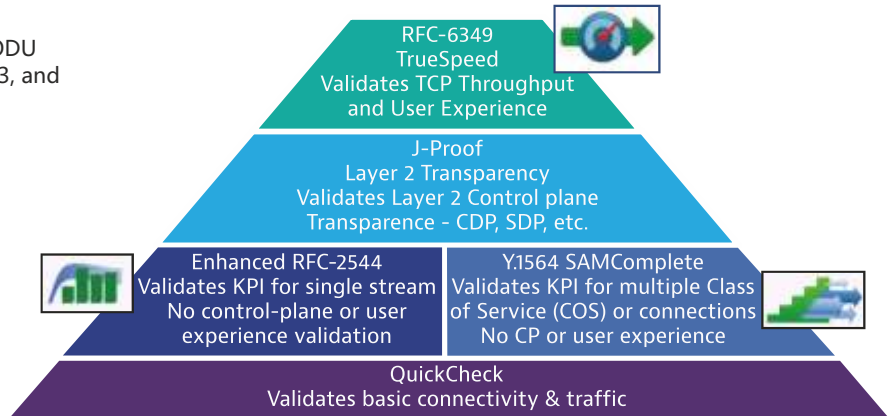 ODU
3, and
RFC-6349
TrueSpeed
Validates TCP Throughput
and User Experience
J-Proof
Layer 2 Transparency
Validates Layer 2 Control plane
Transparence - CDP, SDP, etc.
Enhanced RFC-2544
Validates KPI for single stream
No control-plane or user
experience validation
Y.1564 SAMComplete
Validates KPI for multiple Class
of Service (COS) or connections
No CP or user experience
QuickCheck
Validates basic connectivity & traffic